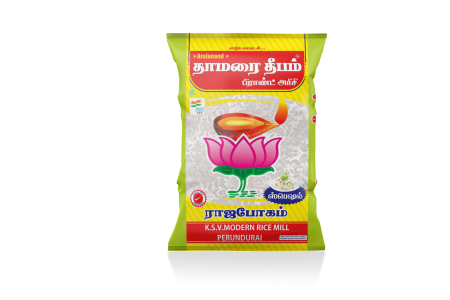 Arulanand
தாமரை தீபம்
பிராண்ட் அரிசி
ஸ்பெஷல்
ராஜபோகம்
K.S.V.MODERN RICE MILL
PERUNDURAI